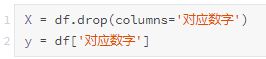 1 X = df.drop(columns='对应数字')
2 y = df['对应数字']